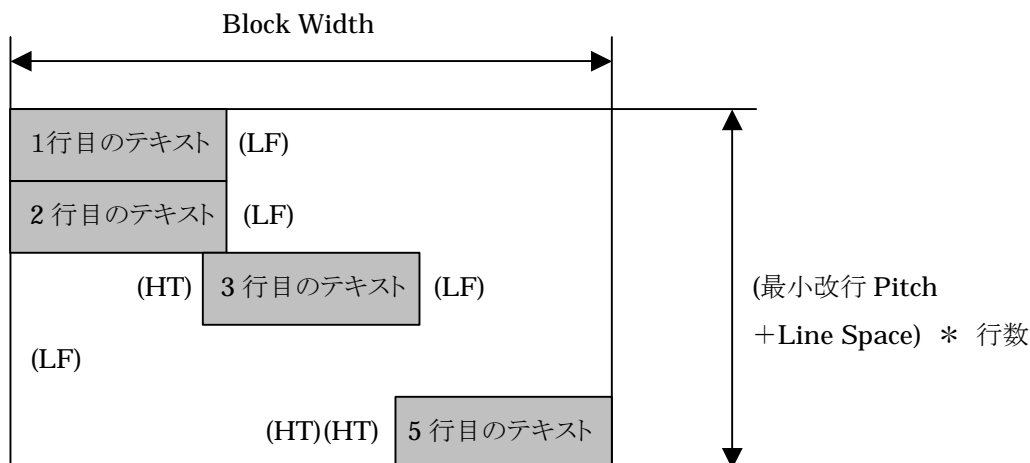 Block Width
1行目のテキスト (LF)
2 行目のテキスト (LF)
(HT) 3 行目のテキスト (LF)
(LF)
(HT)(HT) 5 行目のテキスト
(最小改行 Pitch
＋Line Space) ＊ 行数